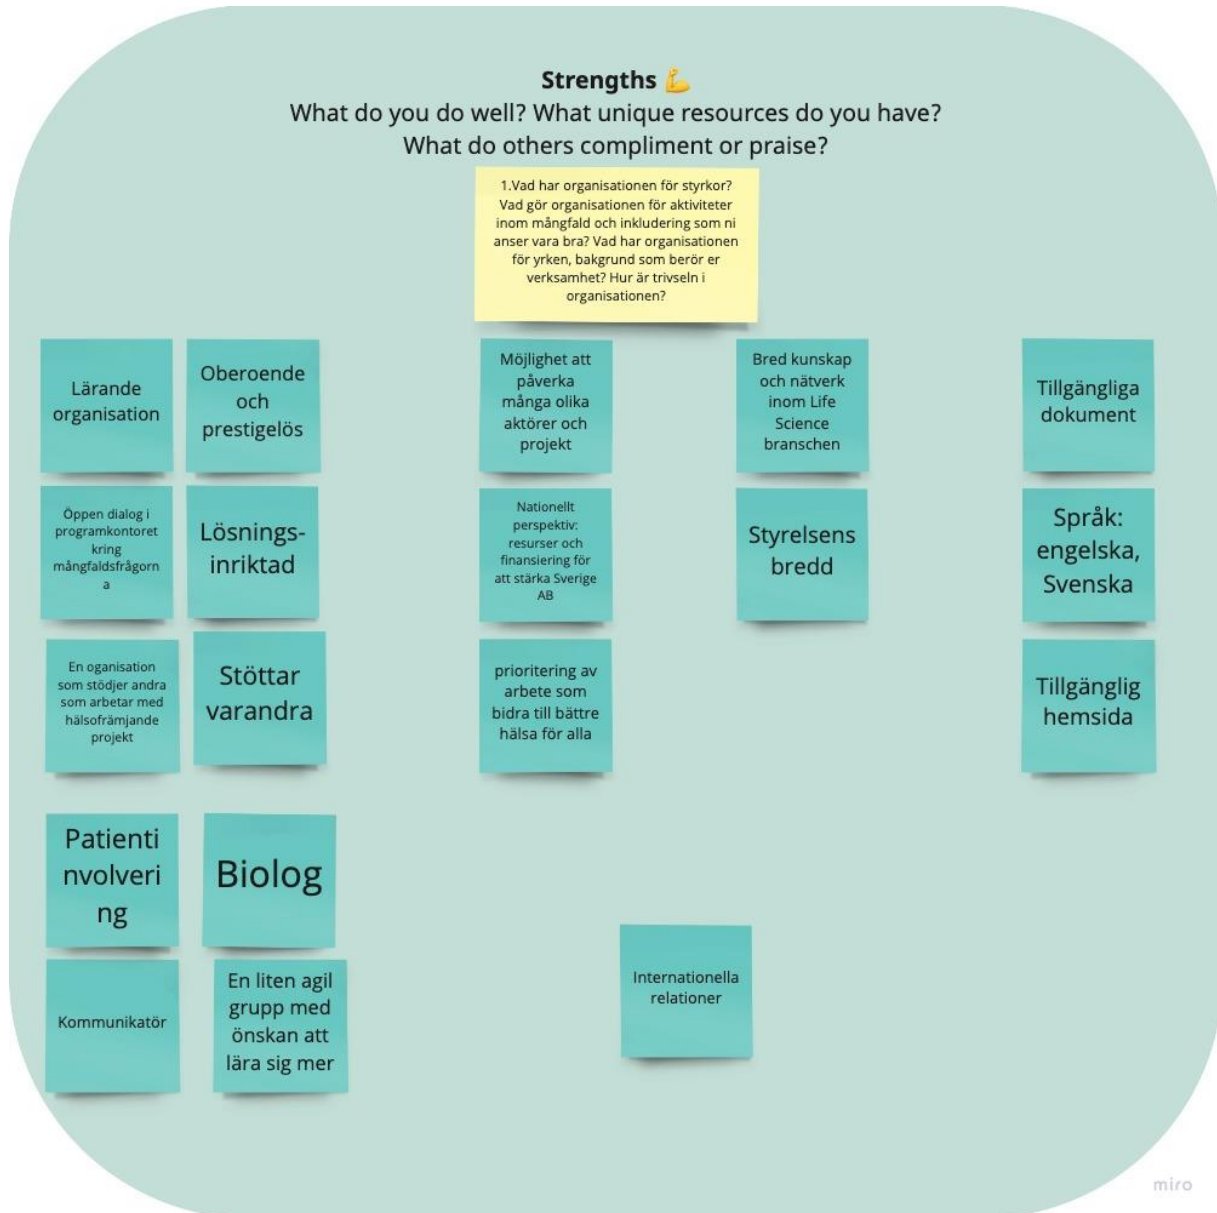 Strengths 💪
What do you do well? What unique resources do you have?
What do others compliment or praise?
1.Vad har organisationen för styrkor?
Vad gör organisationen för aktiviteter
inom mångfald och inkludering som ni
anser vara bra? Vad har organisationen
för yrken, bakgrund som berör er
verksamhet? Hur är trivseln i
organisationen?
Lärande
organisation
Oberoende
och
prestigelös
Möjlighet att
påverka
många olika
aktörer och
projekt
Bred kunskap
och nätverk
inom Life
Science
branschen
Tillgängliga
dokument
Öppen dialog i
programkontoret
kring
mångfaldsfrågorn
a
Lösnings-
inriktad
Nationellt
perspektiv:
resurser och
finansiering för
att stärka Sverige
AB
Styrelsens
bredd
Språk:
engelska,
Svenska
En oganisation
som stödjer andra
som arbetar med
hälsofrämjande
projekt
Stöttar
varandra
prioritering av
arbete som
bidra till bättre
hälsa för alla
Tillgänglig
hemsida
Patienti
nvolveri
ng
Biolog
Kommunikatör
En liten agil
grupp med
önskan att
lära sig mer
Internationella
relationer
miro